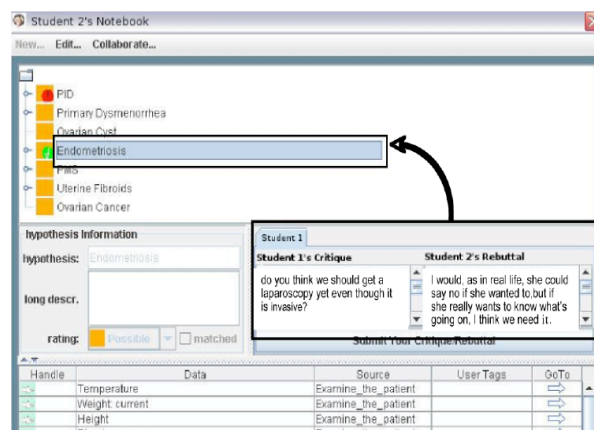 Student 2's Notebook
New... Edit... Collaborate...
PID
Primary Dysmenorrhea
Ovarian Cyst
Endometriosis
PMS
Uterine Fibroids
Ovarian Cancer
hypothesis Information
hypothesis: Endometriosis
long descr.
rating: Possible matched
Student 1
Student 1's Critique Student 2's Rebuttal
do you think we should get a
laparoscopy yet even though it
is invasive?
I would, as in real life, she could
say no if she wanted to,but if
she really wants to know what's
going on, I think we need it.
Submit Your Critique/Rebuttal
Handle Data Source User Tags GoTo
Temperature Examine_the_patient
Weight: current Examine_the_patient
Height Examine_the_patient